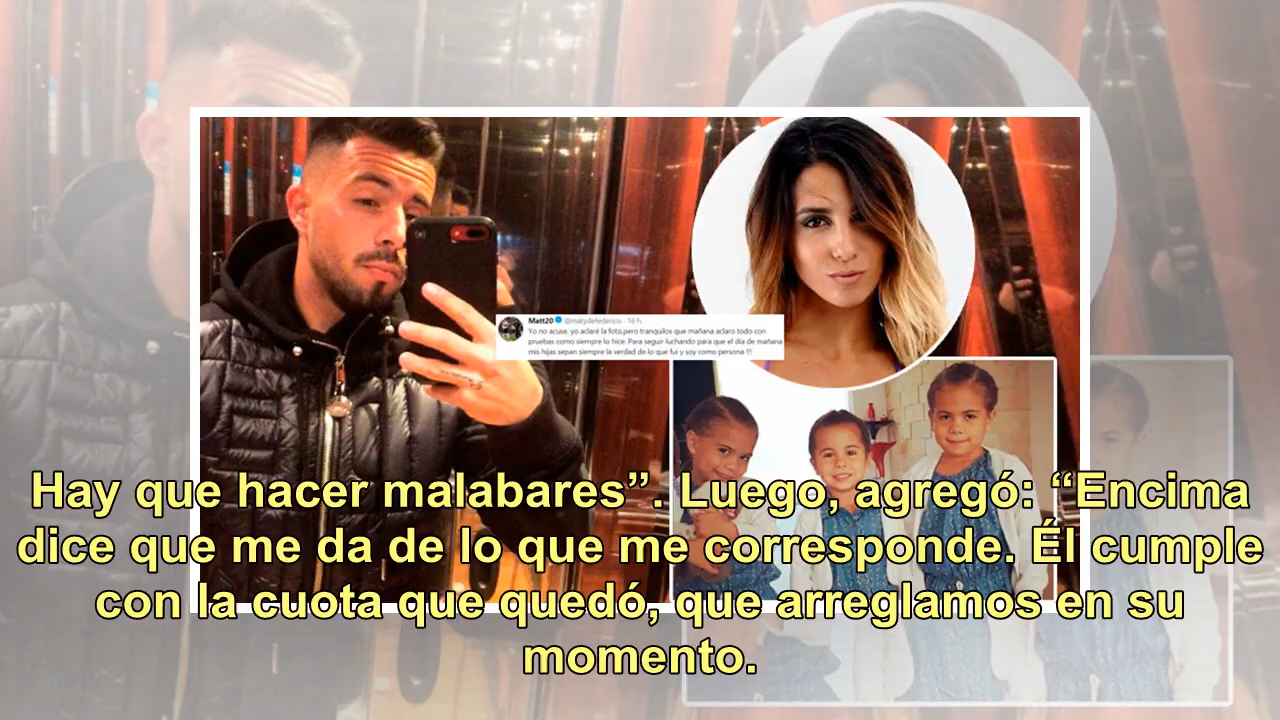 Matt20 @matydefederico · 16 h
Yo no acuse, yo aclaré la foto,pero tranquilos que mañana aclaro todo con
pruebas como siempre lo hice. Para seguir luchando para que el día de mañana
mis hijas sepan siempre la verdad de lo que fui y soy como persona !!!
Hay que hacer malabares”. Luego, agregó: “Encima
dice que me da de lo que me corresponde. Él cumple
con la cuota que quedó, que arreglamos en su
momento.